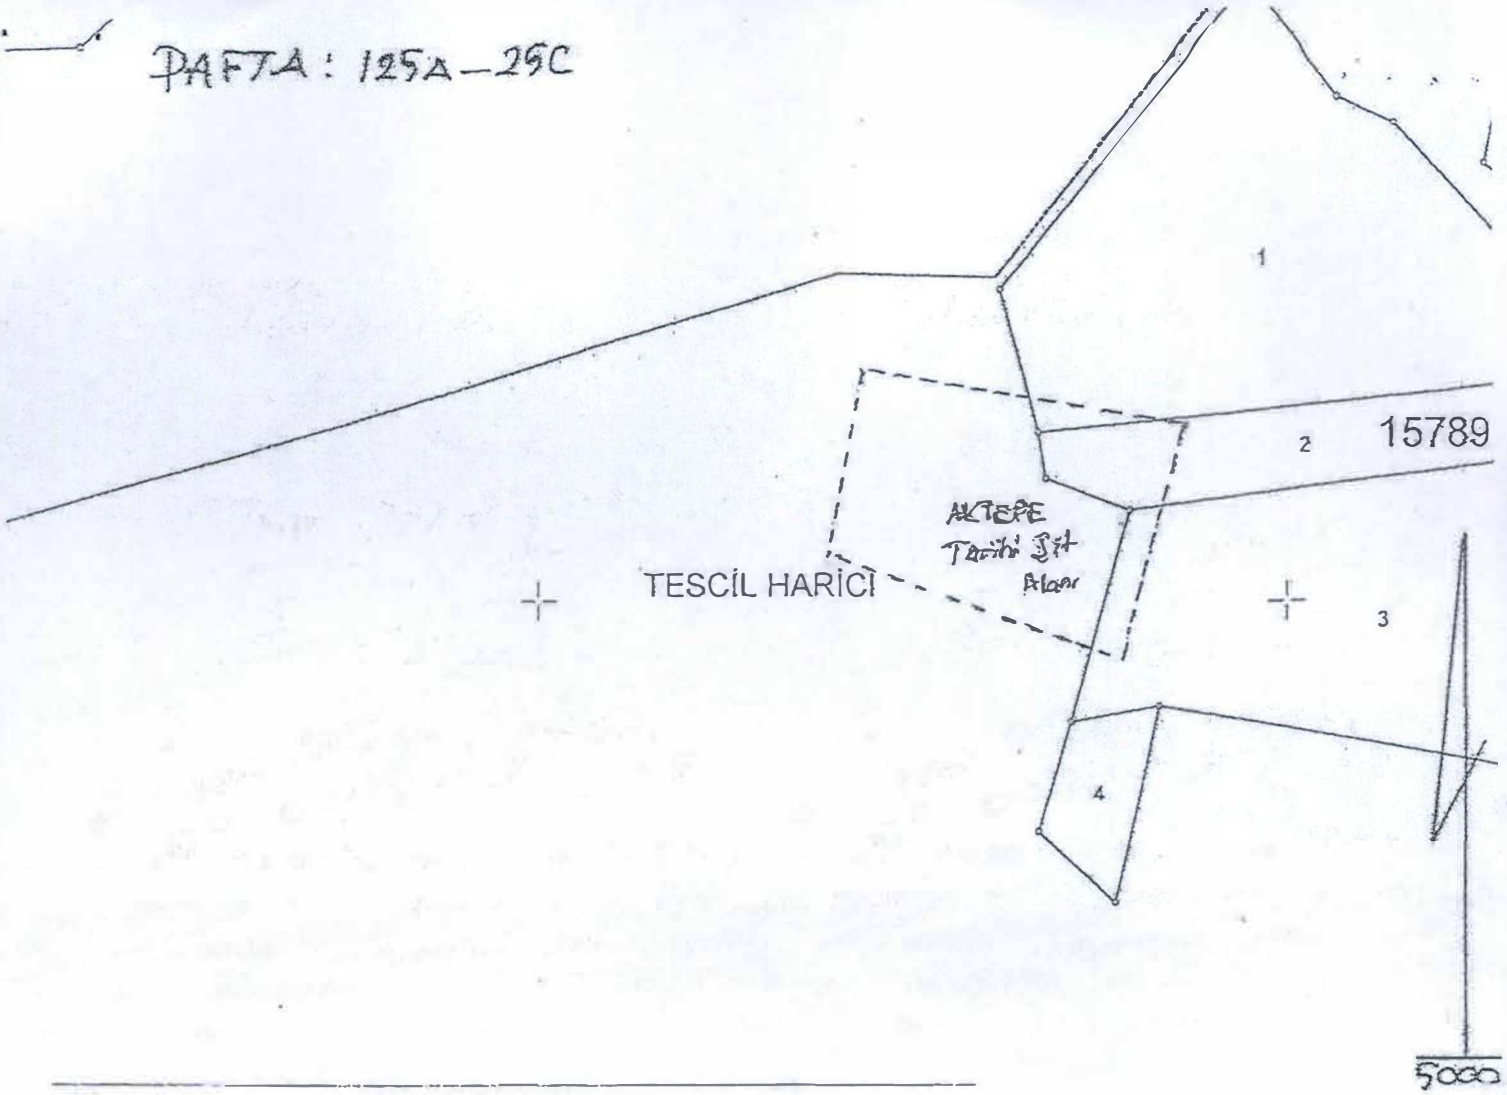 PAFTA: 125A-25C
1
2
15789
AKTEPE
Tarihi Sit
Alanı
TESCİL HARİCİ
3
4
5000